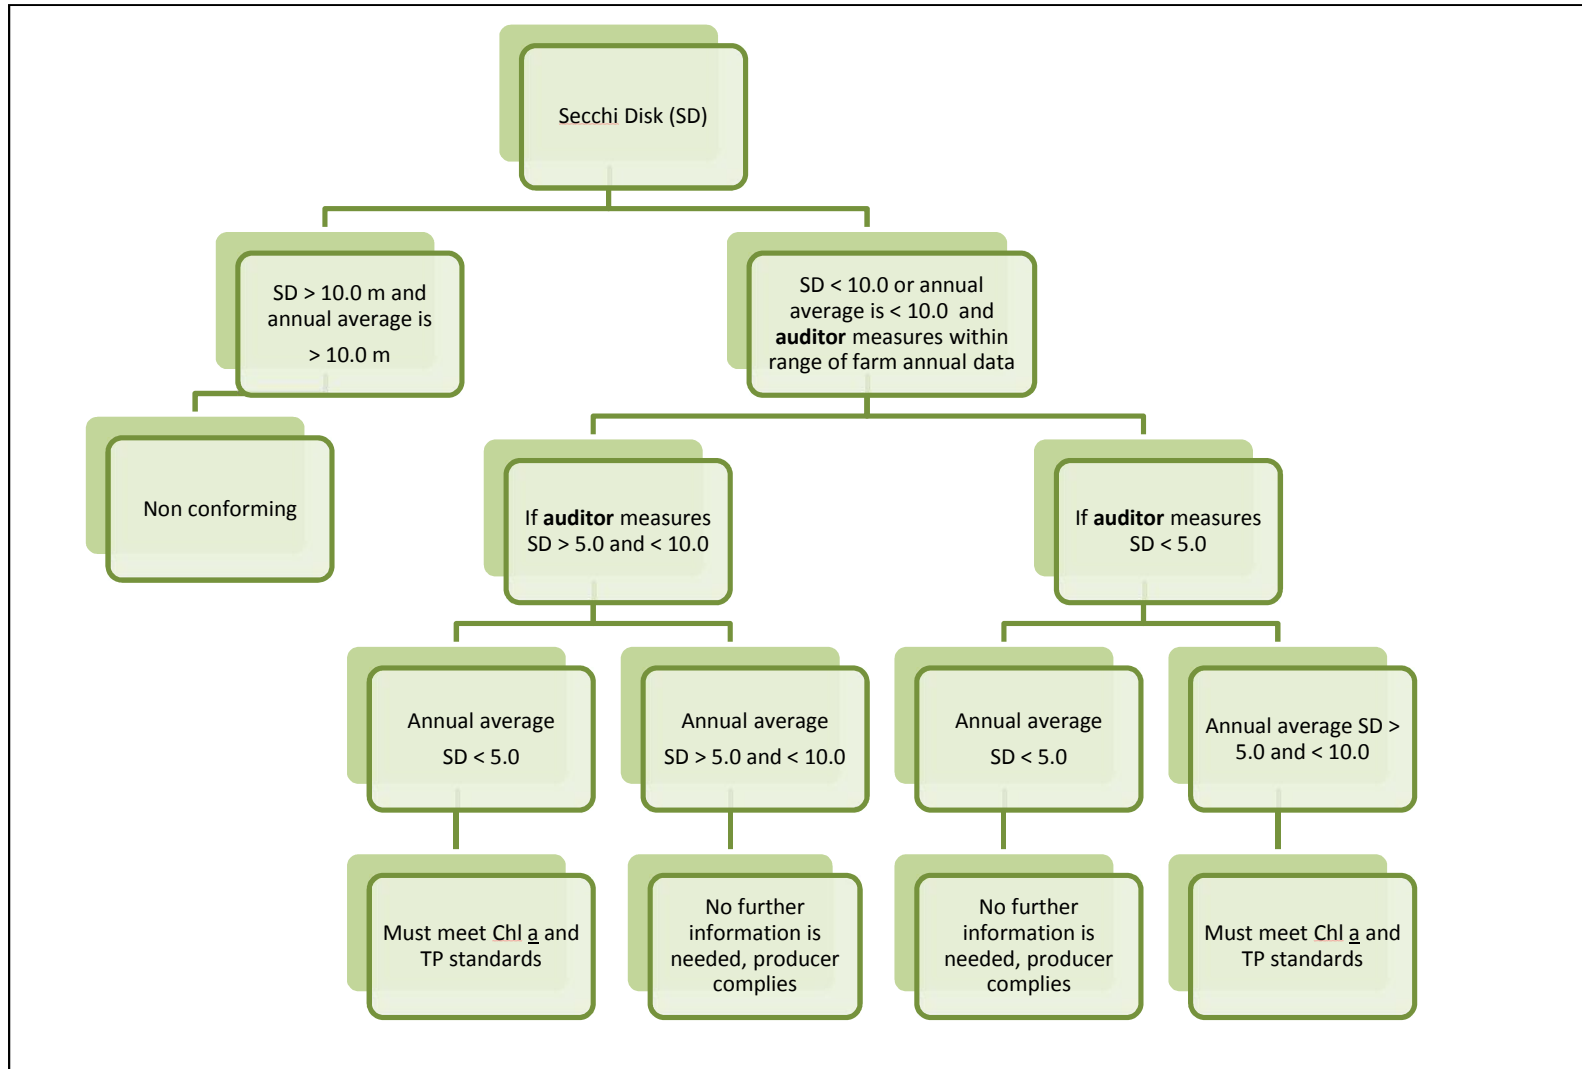 Secchi Disk (SD)
SD > 10.0 m and
annual average is
> 10.0 m
SD < 10.0 or annual
average is < 10.0 and
auditor measures within
range of farm annual data
Non conforming
If auditor measures
SD > 5.0 and < 10.0
If auditor measures
SD < 5.0
Annual average
SD < 5.0
Annual average
SD > 5.0 and < 10.0
Annual average
SD < 5.0
Annual average SD >
5.0 and < 10.0
Must meet Chl a and
TP standards
No further
information is
needed, producer
complies
No further
information is
needed, producer
complies
Must meet Chl a and
TP standards